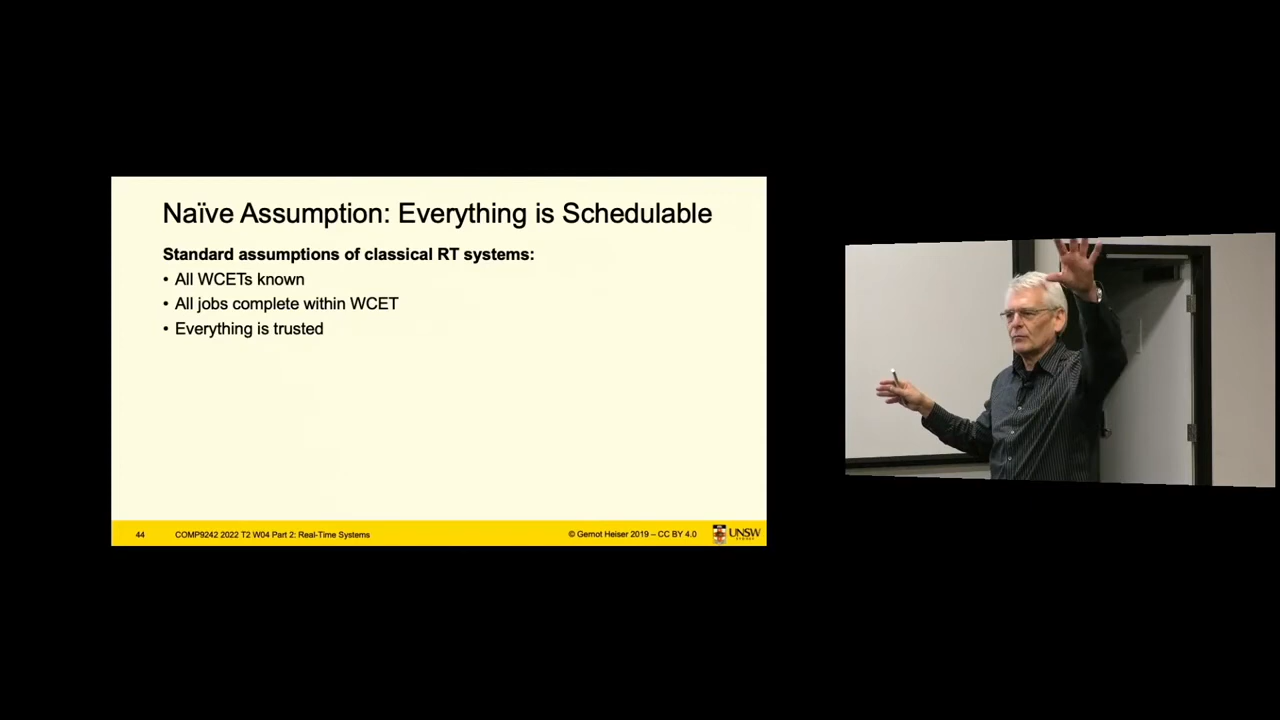 Naïve Assumption: Everything is Schedulable
Standard assumptions of classical RT systems:
• All WCETs known
• All jobs complete within WCET
• Everything is trusted
44 COMP9242 2022 T2 W04 Part 2: Real-Time Systems © Gernot Heiser 2019 – CC BY 4.0 UNSW
SYDNEY